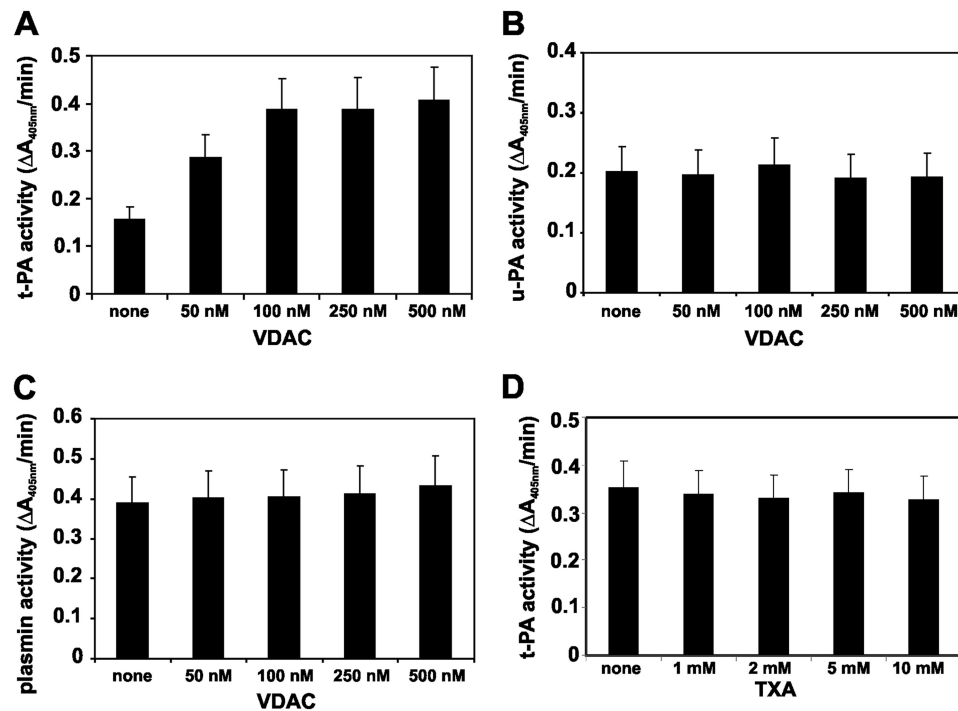 A
t-PA activity (ΔA405nm/min)
0.5
0.4
0.3
0.2
0.1
0
none 50 nM 100 nM 250 nM 500 nM
VDAC
B
u-PA activity (ΔA405nm/min)
0.4
0.3
0.2
0.1
0
none 50 nM 100 nM 250 nM 500 nM
VDAC
C
plasmin activity (ΔA405nm/min)
0.6
0.5
0.4
0.3
0.2
0.1
0
none 50 nM 100 nM 250 nM 500 nM
VDAC
D
t-PA activity (ΔA405nm/min)
0.5
0.4
0.3
0.2
0.1
0
none 1 mM 2 mM 5 mM 10 mM
TXA